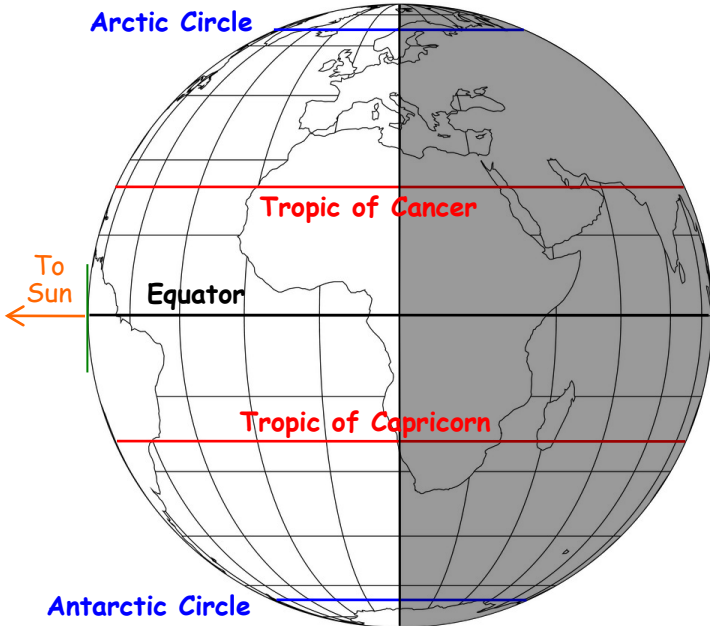 Arctic Circle
Tropic of Cancer
To
Sun
Equator
Tropic of Capricorn
Antarctic Circle